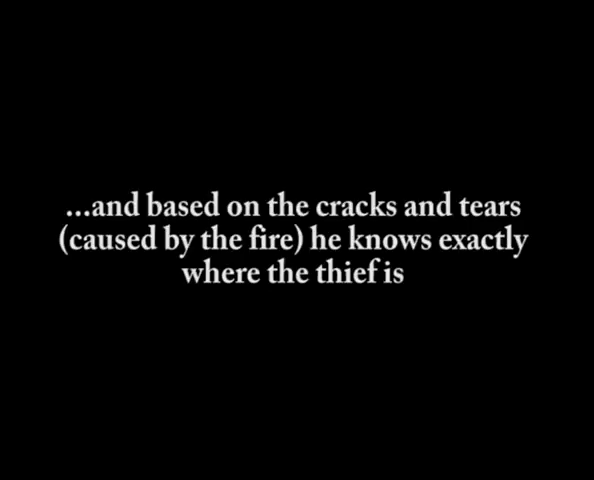 ...and based on the cracks and tears
(caused by the fire) he knows exactly
where the thief is